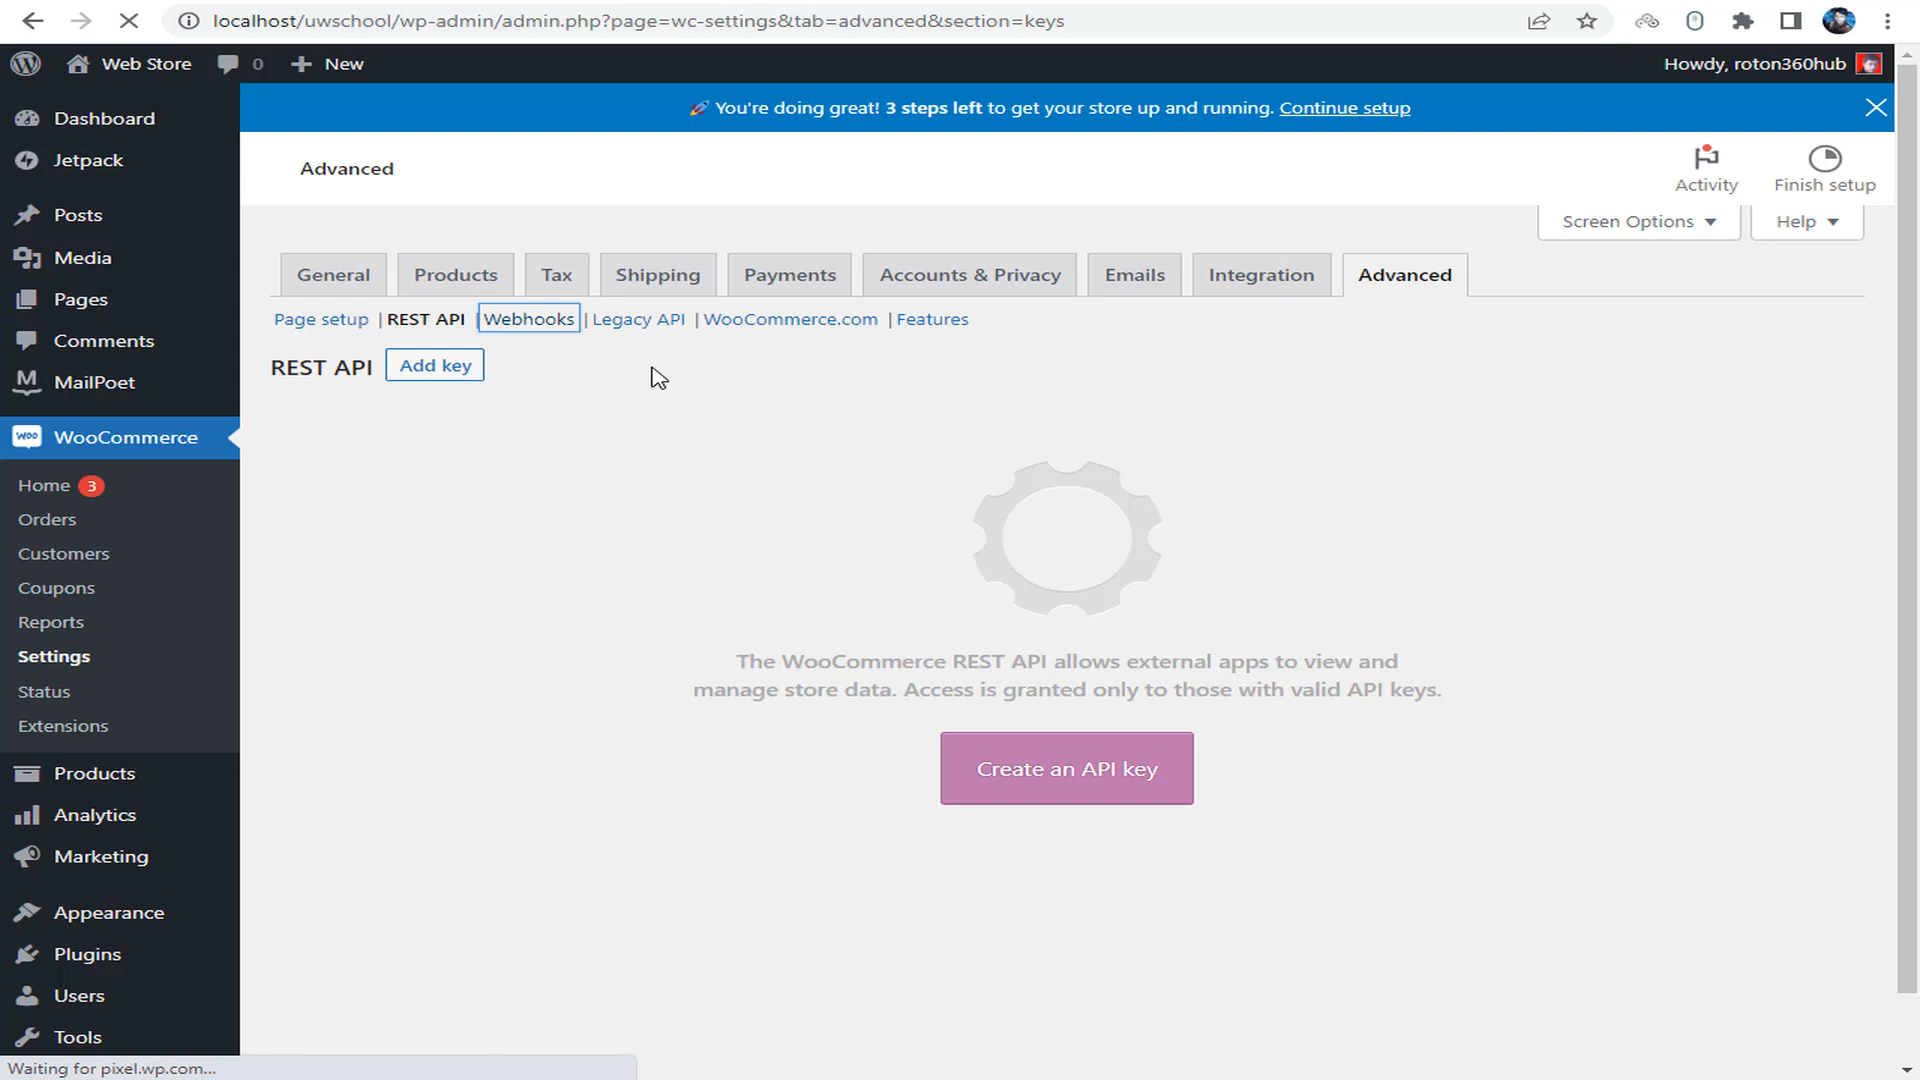 localhost/uwschool/wp-admin/admin.php?page=wc-settings&tab=advanced&section=keys
Web Store 0 New
Howdy, roton360hub
You're doing great! 3 steps left to get your store up and running. Continue setup
Dashboard
Jetpack
Posts
Media
Pages
Comments
MailPoet
WooCommerce
Home 3
Orders
Customers
Coupons
Reports
Settings
Status
Extensions
Products
Analytics
Marketing
Appearance
Plugins
Users
Tools
Advanced
Activity
Finish setup
Screen Options
Help
General Products Tax Shipping Payments Accounts & Privacy Emails Integration Advanced
Page setup | REST API | Webhooks | Legacy API | WooCommerce.com | Features
REST API Add key
The WooCommerce REST API allows external apps to view and
manage store data. Access is granted only to those with valid API keys.
Create an API key
Waiting for pixel.wp.com...